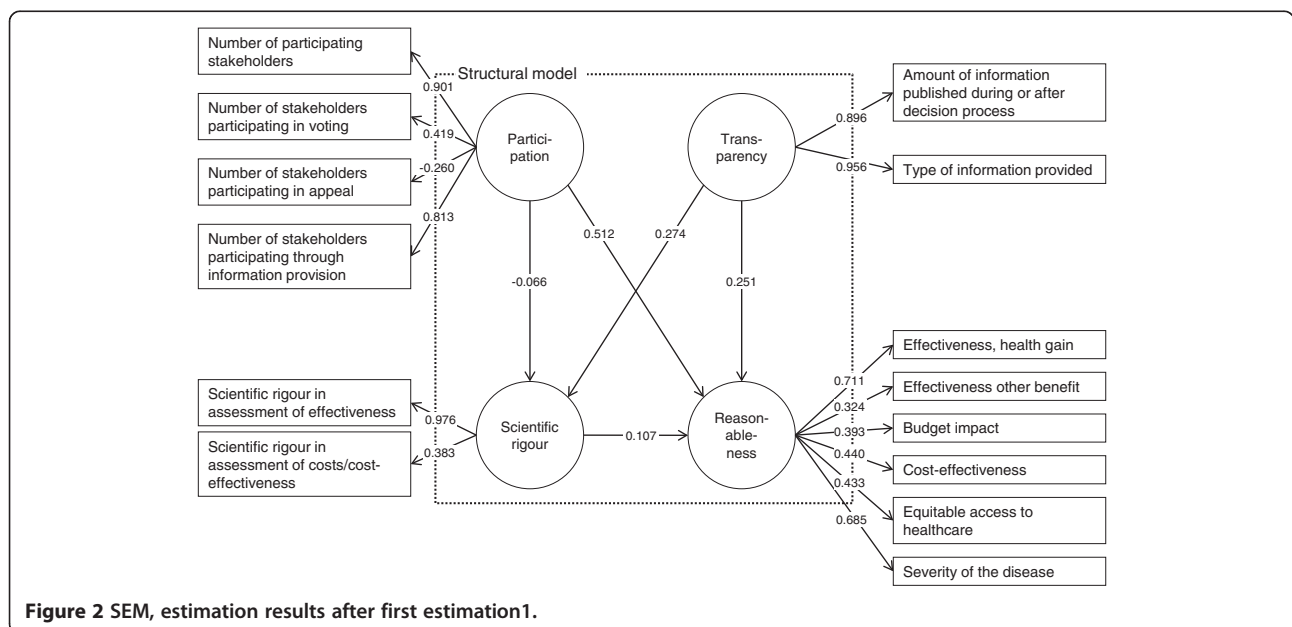 Number of participating
stakeholders
Number of stakeholders
participating in voting
Number of stakeholders
participating in appeal
Number of stakeholders
participating through
information provision
0.901
0.419
-0.260
0.813
Structural model
Partici-
pation
Trans-
parency
Amount of information
published during or after
decision process
Type of information provided
0.896
0.956
0.512
0.274
-0.066
0.251
Scientific rigour in
assessment of effectiveness
Scientific rigour in
assessment of costs/cost-
effectiveness
0.976
0.383
Scientific
rigour
0.107
Reason-
able-
ness
0.711
0.324
0.393
0.440
0.433
0.685
Effectiveness, health gain
Effectiveness other benefit
Budget impact
Cost-effectiveness
Equitable access to
healthcare
Severity of the disease
Figure 2 SEM, estimation results after first estimation1.